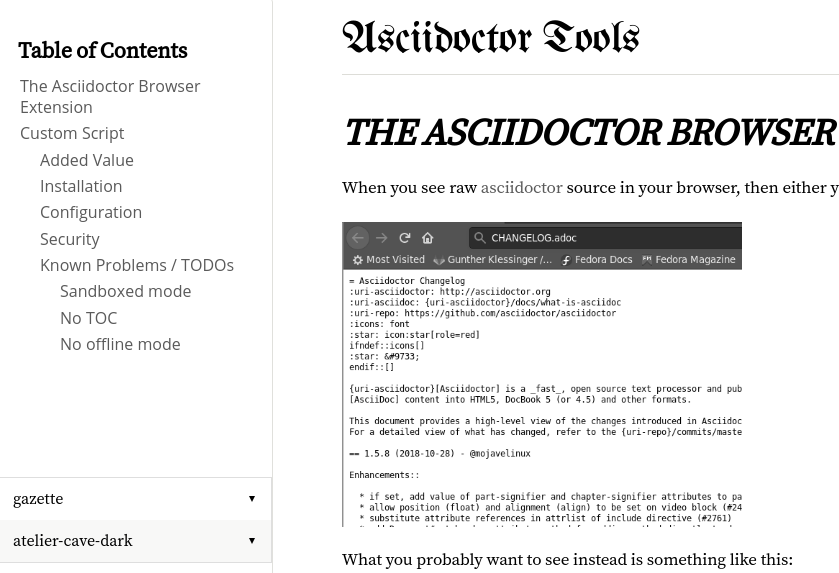 Table of Contents
The Asciidoctor Browser
Extension
Custom Script
Added Value
Installation
Configuration
Security
Known Problems / TODOs
Sandboxed mode
No TOC
No offline mode
gazette
atelier-cave-dark
Asciidoctor Tools
THE ASCIIDOCTOR BROWSER
When you see raw asciidoctor source in your browser, then either y
CHANGELOG.adoc
Most Visited Gunther Klessinger /... Fedora Docs Fedora Magazine
= Asciidoctor Changelog
:uri-asciidoctor: http://asciidoctor.org
:uri-asciidoc: {uri-asciidoctor}/docs/what-is-asciidoc
:uri-repo: https://github.com/asciidoctor/asciidoctor
:icons: font
:star: icon:star[role=red]
ifndef::icons[]
:star: &#9733;
endif::[]
{uri-asciidoctor}[Asciidoctor] is a _fast_, open source text processor and pub
[AsciiDoc] content into HTML5, DocBook 5 (or 4.5) and other formats.
This document provides a high-level view of the changes introduced in Asciidoc
For a detailed view of what has changed, refer to the {uri-repo}/commits/maste
== 1.5.8 (2018-10-28) - @mojavelinux
Enhancements::
* if set, add value of part-signifier and chapter-signifier attributes to pa
* allow position (float) and alignment (align) to be set on video block (#24
* substitute attribute references in attrlist of include directive (#2761)
What you probably want to see instead is something like this: